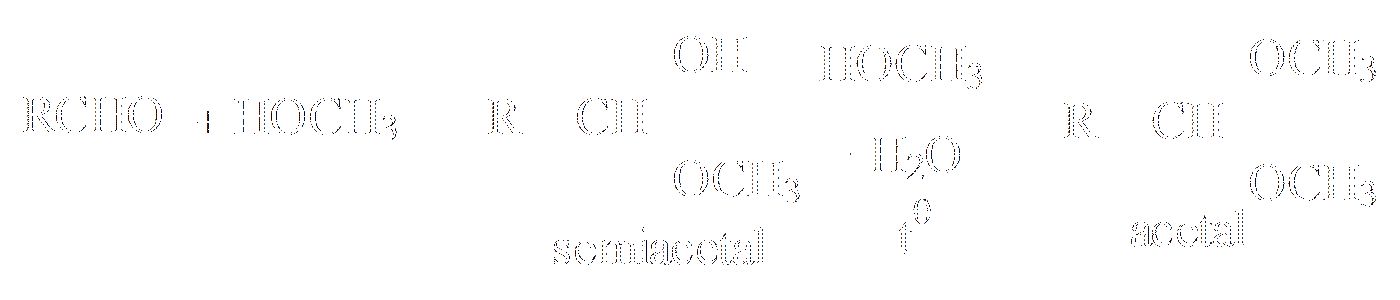 OH HOCH3 OCH3
RCHO + HOCH3 R CH R CH
- H2O
OCH3 OCH3
t0
semiacetal acetal